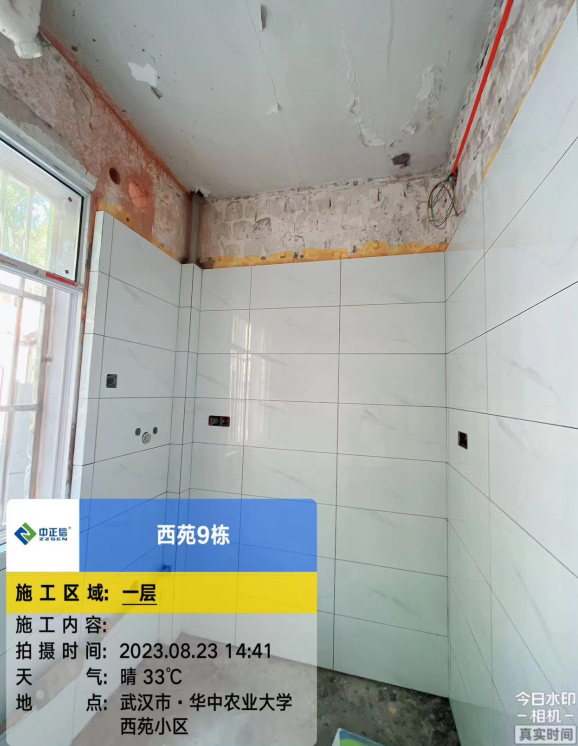 中正信
ZZSEN
西苑9栋
施工区域: 一层
施工内容:
拍摄时间: 2023.08.23 14:41
天气: 晴 33℃
地点: 武汉市·华中农业大学
西苑小区
今日水印
相机
真实时间